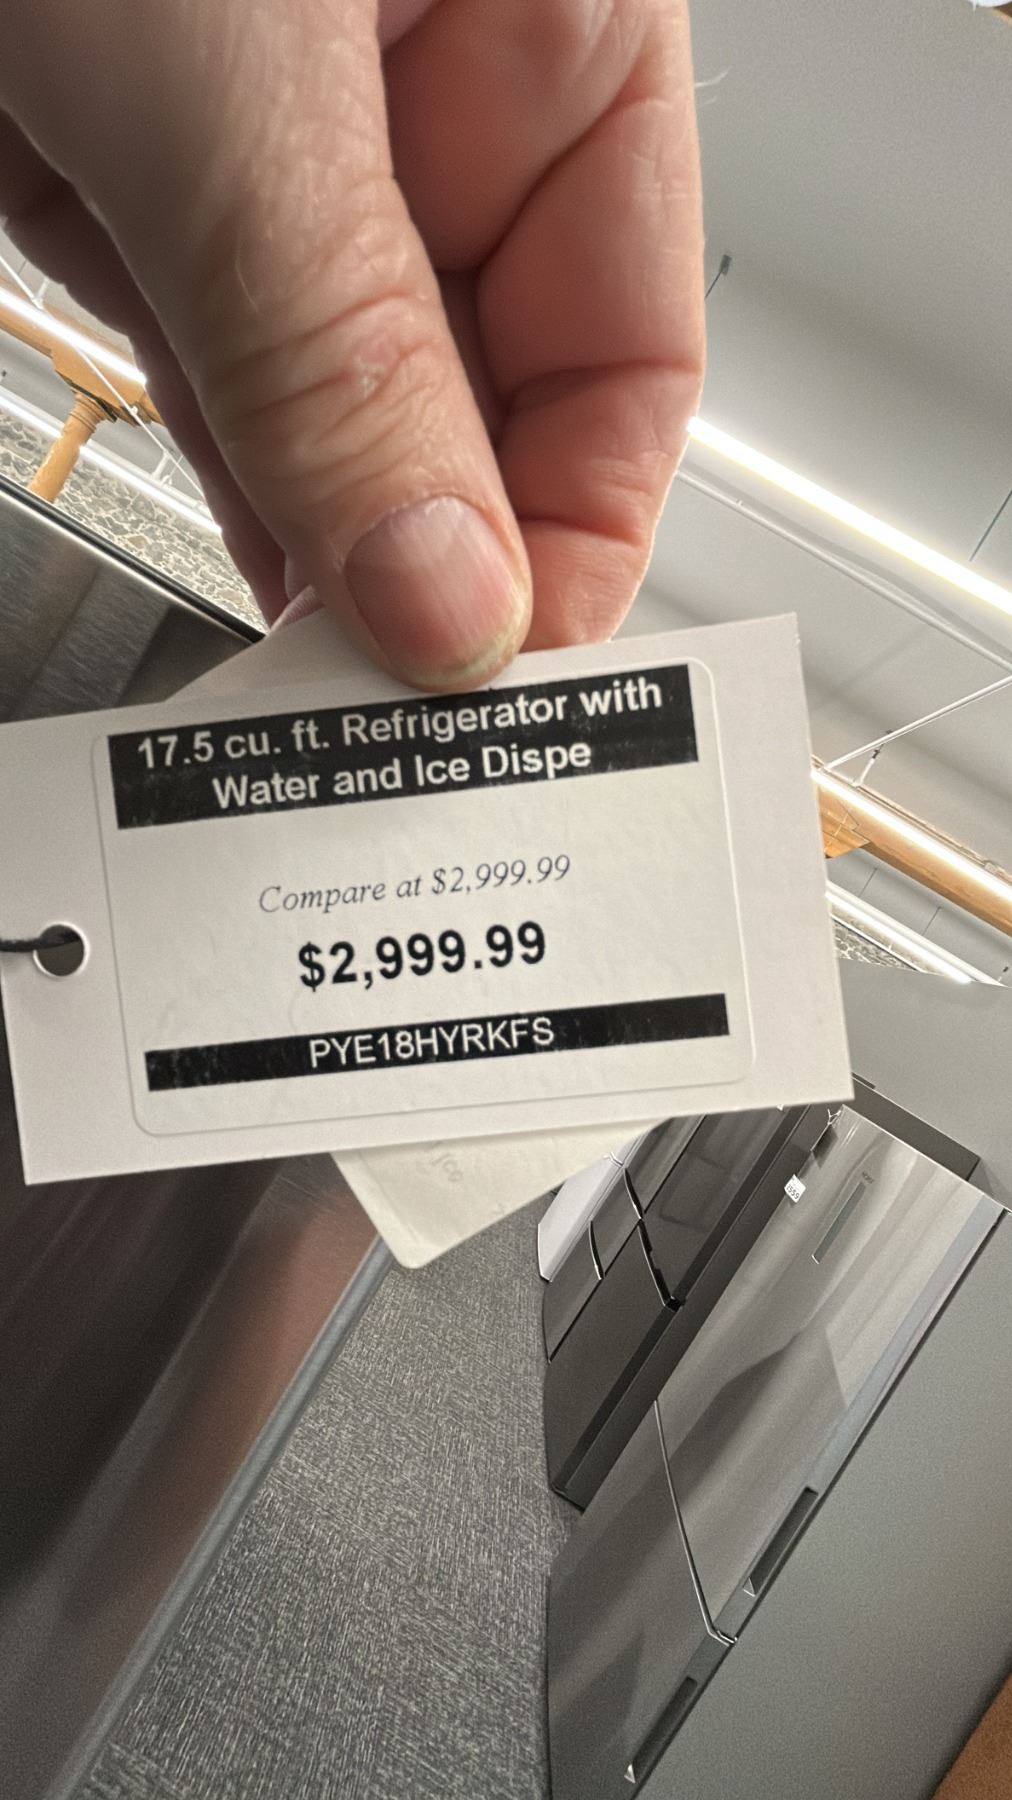 17.5 cu. ft. Refrigerator with
Water and Ice Dispe
Compare at $2,999.99
$2,999.99
PYE18HYRKFS